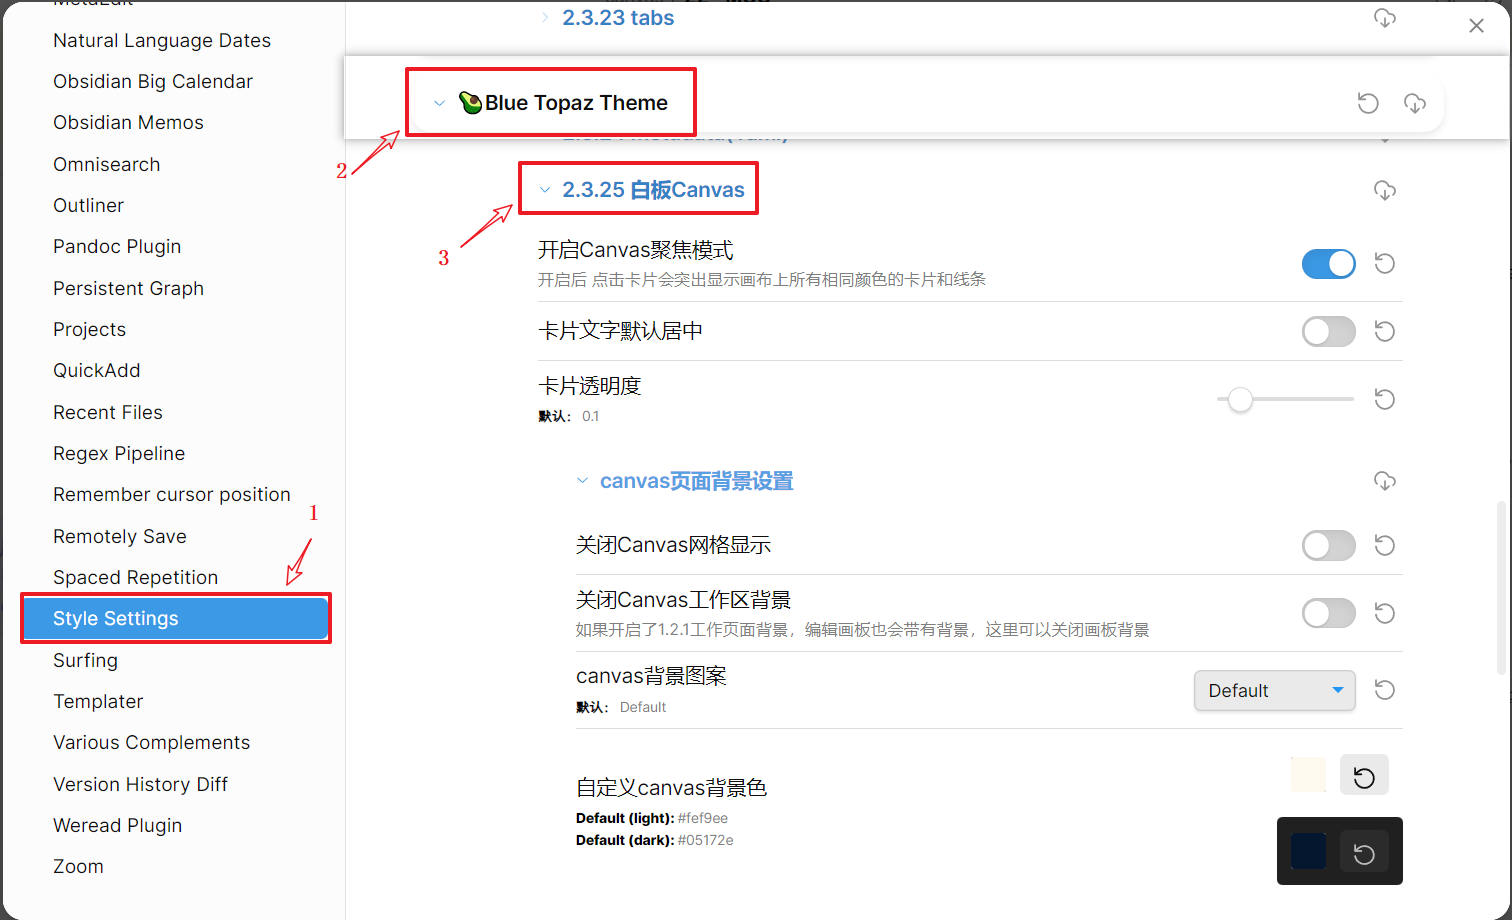 Natural Language Dates
Obsidian Big Calendar
Obsidian Memos
Omnisearch
Outliner
Pandoc Plugin
Persistent Graph
Projects
QuickAdd
Recent Files
Regex Pipeline
Remember cursor position
1
Remotely Save
Spaced Repetition
Style Settings
Surfing
Templater
Various Complements
Version History Diff
Weread Plugin
Zoom
2.3.23 tabs
🥑Blue Topaz Theme
2
2.3.25 白板Canvas
3
开启Canvas聚焦模式
开启后 点击卡片会突出显示画布上所有相同颜色的卡片和线条
卡片文字默认居中
卡片透明度
默认： 0.1
canvas页面背景设置
关闭Canvas网格显示
关闭Canvas工作区背景
如果开启了1.2.1工作页面背景，编辑画板也会带有背景，这里可以关闭画板背景
canvas背景图案
默认： Default
Default
自定义canvas背景色
Default (light): #fef9ee
Default (dark): #05172e